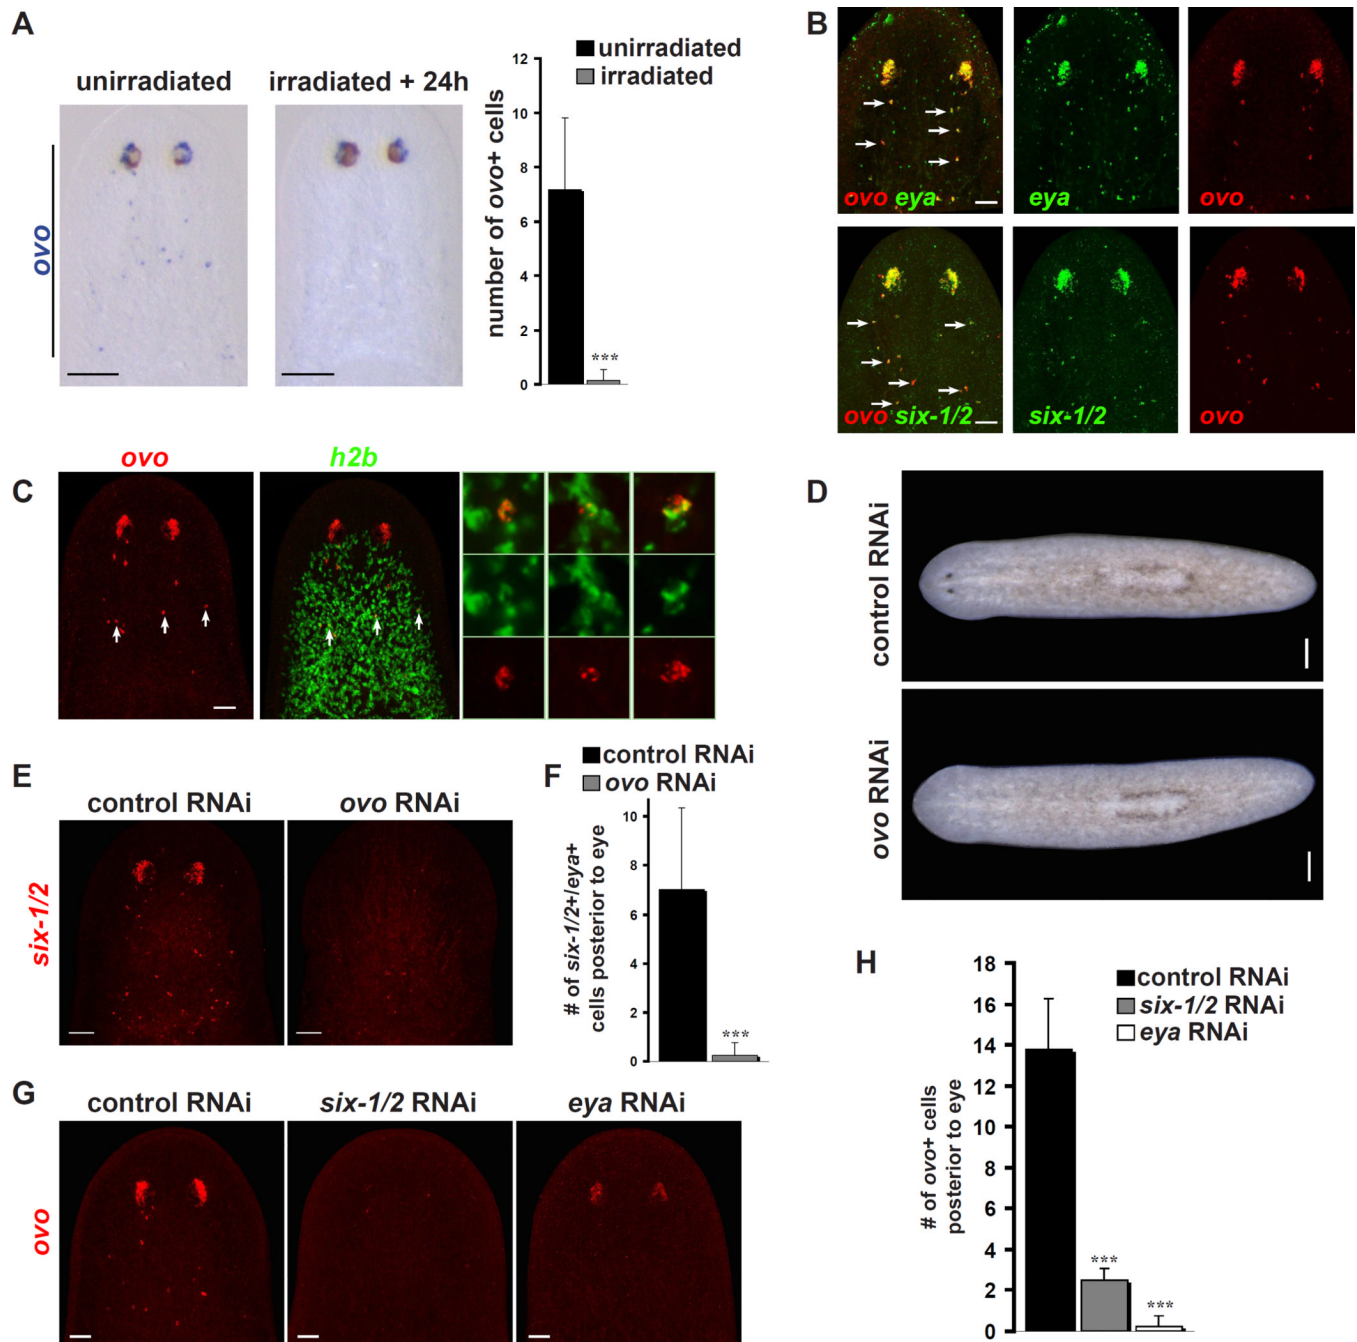 A
unirradiated
irradiated + 24h
ovo
unirradiated
irradiated
number of ovo+ cells
12
10
8
6
4
2
0
***
B
ovo eya
eya
ovo
ovo six-1/2
six-1/2
ovo
C
ovo
h2b
D
control RNAi
ovo RNAi
E
control RNAi
ovo RNAi
six-1/2
F
control RNAi
ovo RNAi
# of six-1/2+/eya+
cells posterior to eye
10
8
6
4
2
0
***
G
control RNAi
six-1/2 RNAi
eya RNAi
ovo
H
control RNAi
six-1/2 RNAi
eya RNAi
# of ovo+ cells
posterior to eye
18
16
14
12
10
8
6
4
2
0
***
***